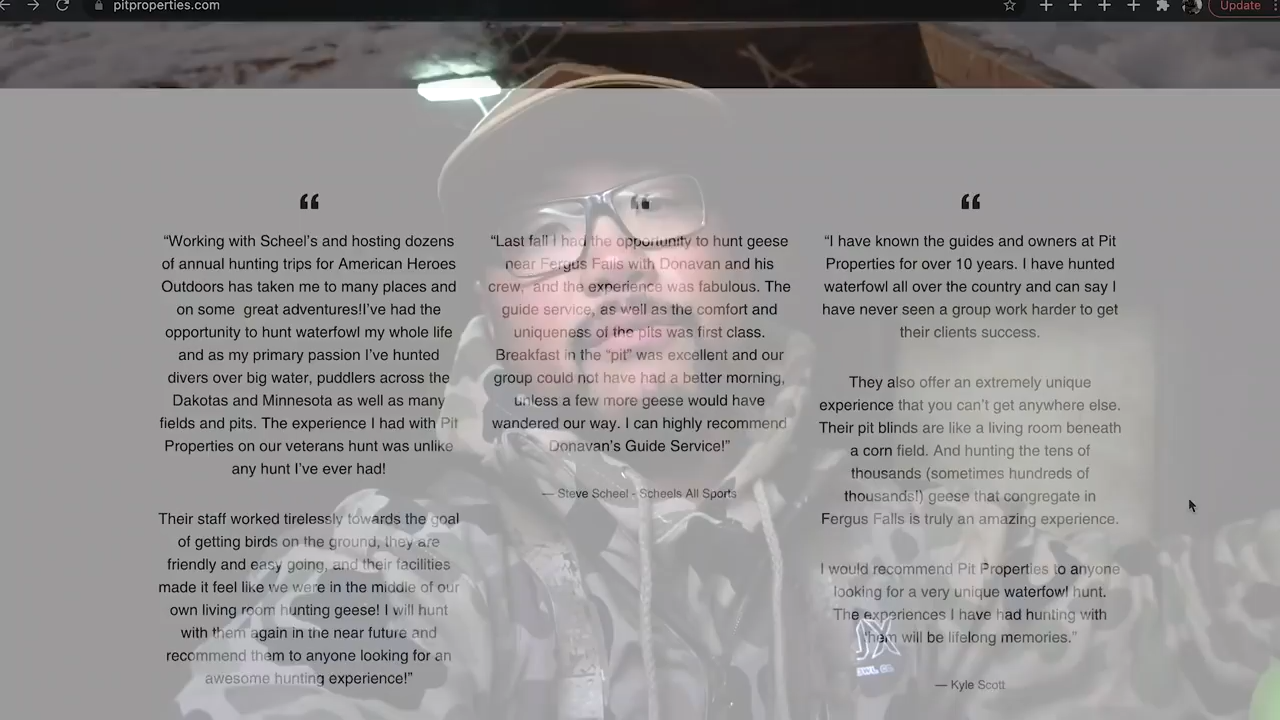 pitproperties.com
Update
“Working with Scheel’s and hosting dozens
of annual hunting trips for American Heroes
Outdoors has taken me to many places and
on some great adventures!I’ve had the
opportunity to hunt waterfowl my whole life
and as my primary passion I’ve hunted
divers over big water, puddlers across the
Dakotas and Minnesota as well as many
fields and pits. The experience I had with Pit
Properties on our veterans hunt was unlike
any hunt I’ve ever had!
Their staff worked tirelessly towards the goal
of getting birds on the ground, they are
friendly and easy going, and their facilities
made it feel like we were in the middle of our
own living room hunting geese! I will hunt
with them again in the near future and
recommend them to anyone looking for an
awesome hunting experience!”
“Last fall I had the opportunity to hunt geese
near Fergus Falls with Donavan and his
crew, and the experience was fabulous. The
guide service, as well as the comfort and
uniqueness of the pits was first class.
Breakfast in the “pit” was excellent and our
group could not have had a better morning,
unless a few more geese would have
wandered our way. I can highly recommend
Donavan’s Guide Service!”
— Steve Scheel - Scheels All Sports
“I have known the guides and owners at Pit
Properties for over 10 years. I have hunted
waterfowl all over the country and can say I
have never seen a group work harder to get
their clients success.
They also offer an extremely unique
experience that you can’t get anywhere else.
Their pit blinds are like a living room beneath
a corn field. And hunting the tens of
thousands (sometimes hundreds of
thousands!) geese that congregate in
Fergus Falls is truly an amazing experience.
I would recommend Pit Properties to anyone
looking for a very unique waterfowl hunt.
The experiences I have had hunting with
them will be lifelong memories.”
— Kyle Scott